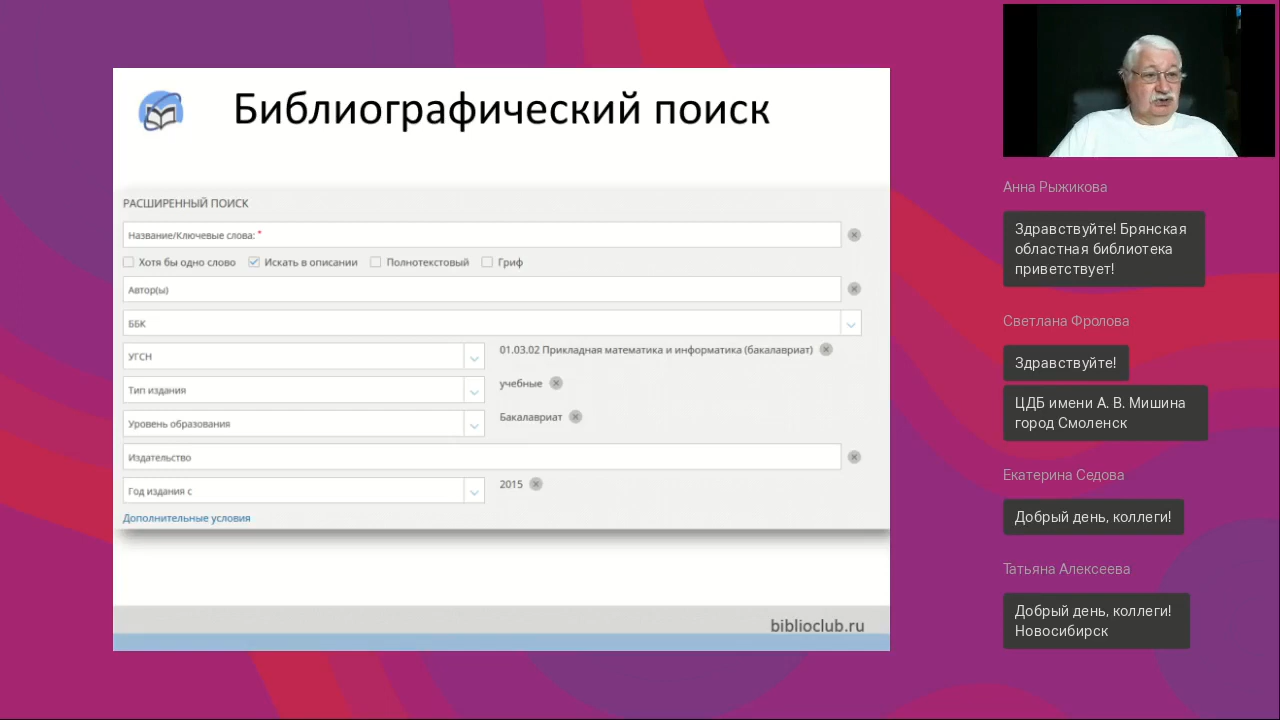 Библиографический поиск
РАСШИРЕННЫЙ ПОИСК
Название/Ключевые слова: *
Хотя бы одно слово Искать в описании Полнотекстовый Гриф
Автор(ы)
ББК
УГСН 01.03.02 Прикладная математика и информатика (бакалавриат)
Тип издания учебные
Уровень образования Бакалавриат
Издательство
Год издания с 2015
Дополнительные условия
biblioclub.ru
Анна Рыжикова
Здравствуйте! Брянская
областная библиотека
приветствует!
Светлана Фролова
Здравствуйте!
ЦДБ имени А. В. Мишина
город Смоленск
Екатерина Седова
Добрый день, коллеги!
Татьяна Алексеева
Добрый день, коллеги!
Новосибирск